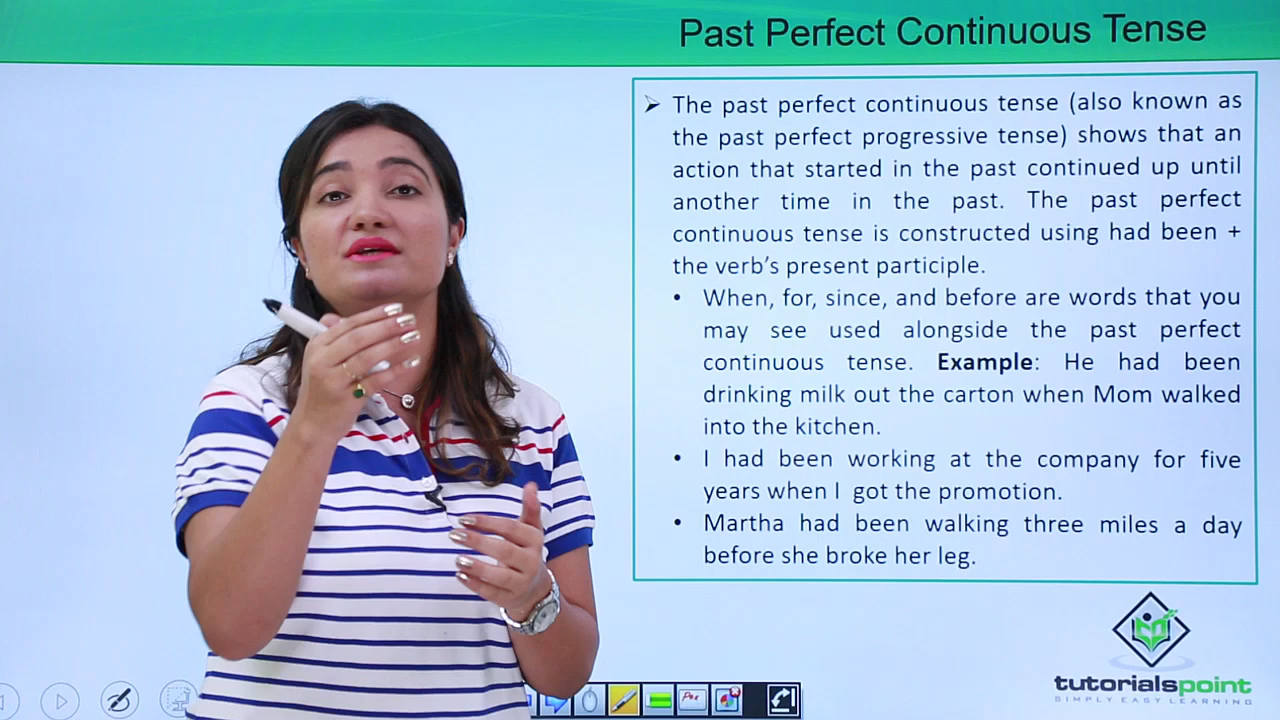 Past Perfect Continuous Tense
➢ The past perfect continuous tense (also known as
the past perfect progressive tense) shows that an
action that started in the past continued up until
another time in the past. The past perfect
continuous tense is constructed using had been +
the verb's present participle.
• When, for, since, and before are words that you
may see used alongside the past perfect
continuous tense. Example: He had been
drinking milk out the carton when Mom walked
into the kitchen.
• I had been working at the company for five
years when I got the promotion.
• Martha had been walking three miles a day
before she broke her leg.
tutorialspoint
SIMPLY EASY LEARNING